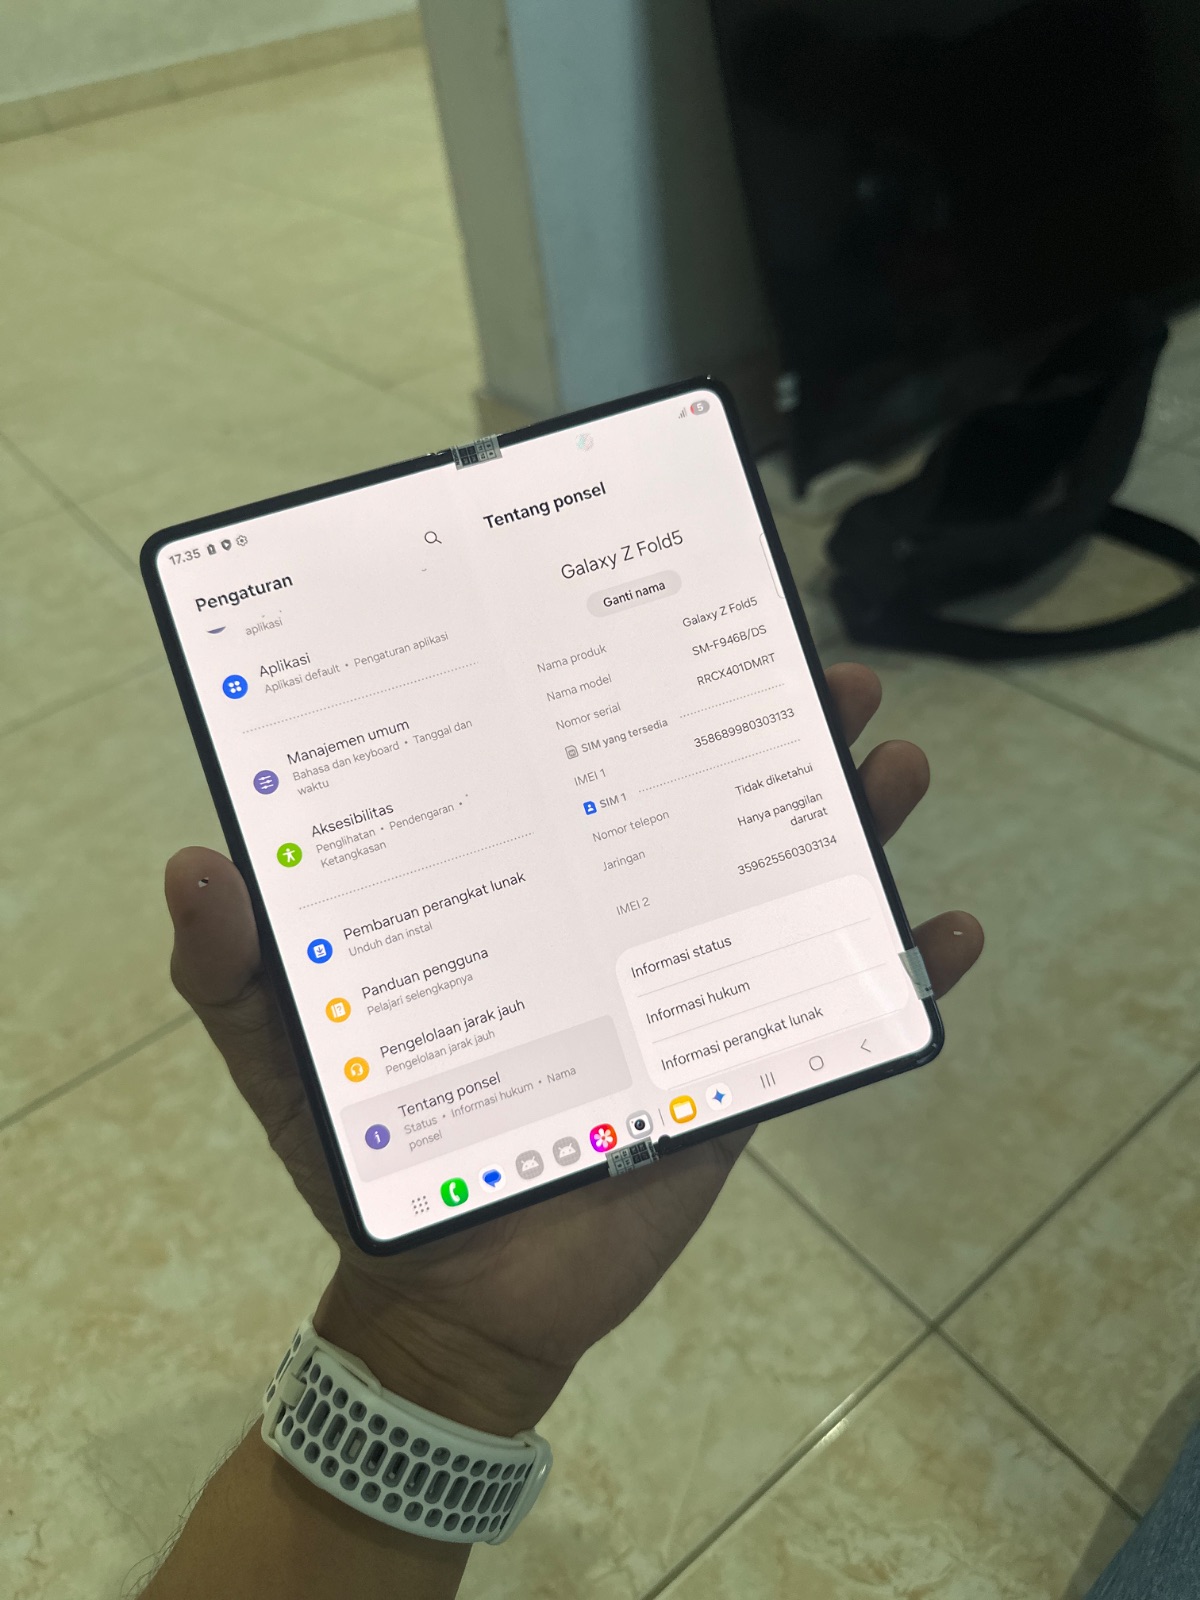 17.35
5
Pengaturan
aplikasi
Aplikasi
Aplikasi default • Pengaturan aplikasi
Manajemen umum
Bahasa dan keyboard • Tanggal dan
waktu
Aksesibilitas
Penglihatan • Pendengaran •
Ketangkasan
Pembaruan perangkat lunak
Unduh dan instal
Panduan pengguna
Pelajari selengkapnya
Pengelolaan jarak jauh
Pengelolaan jarak jauh
Tentang ponsel
Status • Informasi hukum • Nama
ponsel
Tentang ponsel
Galaxy Z Fold5
Ganti nama
Nama produk Galaxy Z Fold5
Nama model SM-F946B/DS
Nomor serial RRCX401DMRT
SIM yang tersedia
IMEI 1 358689980303133
SIM 1
Nomor telepon Tidak diketahui
Jaringan Hanya panggilan
darurat
IMEI 2 359625560303134
Informasi status
Informasi hukum
Informasi perangkat lunak